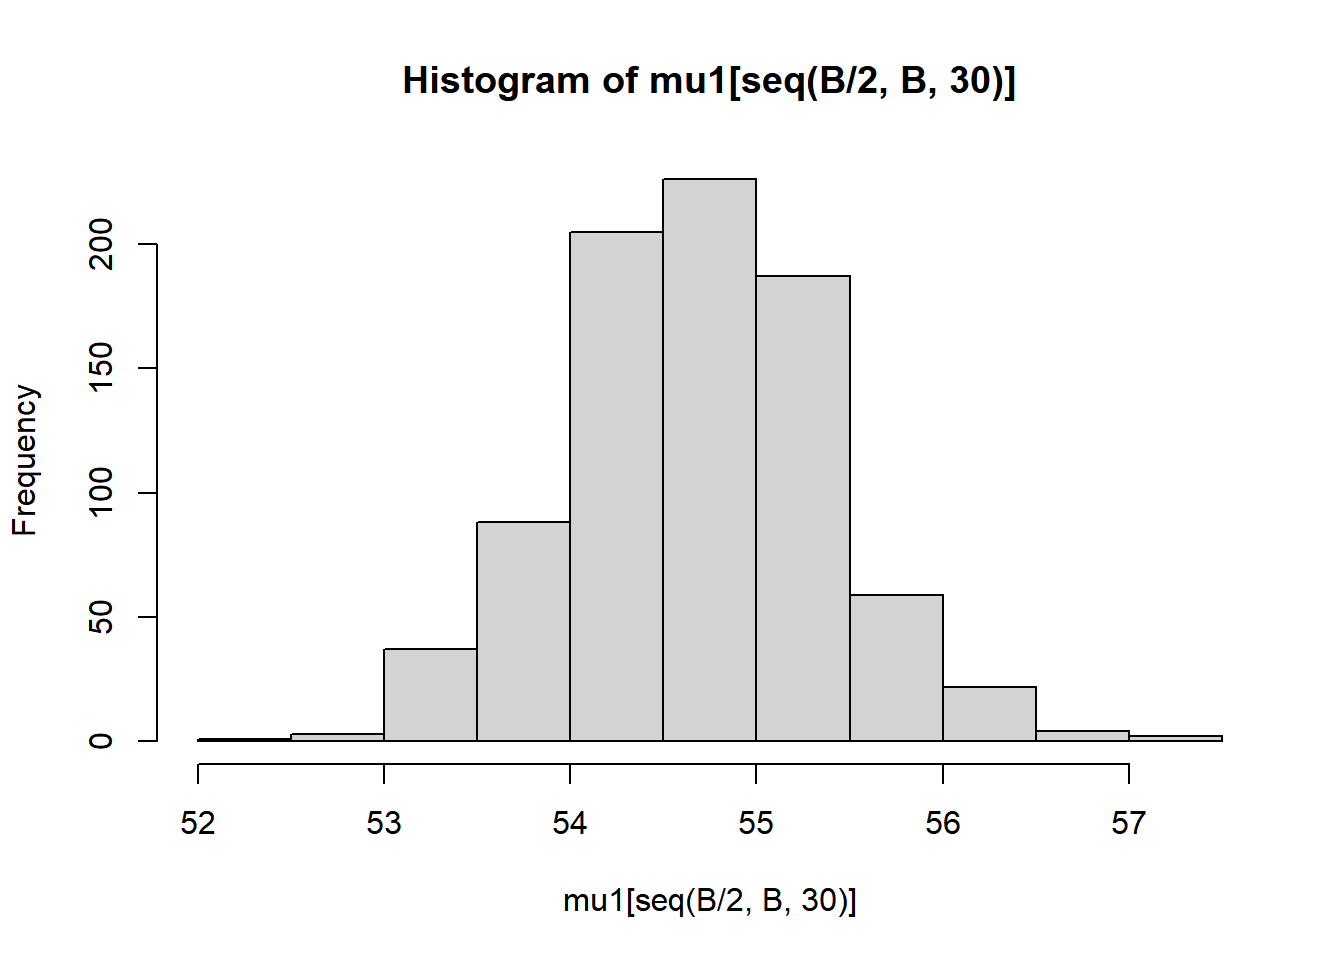 Histogram of mu1[seq(B/2, B, 30)]
Frequency
200
150
100
50
0
52 53 54 55 56 57
mu1[seq(B/2, B, 30)]